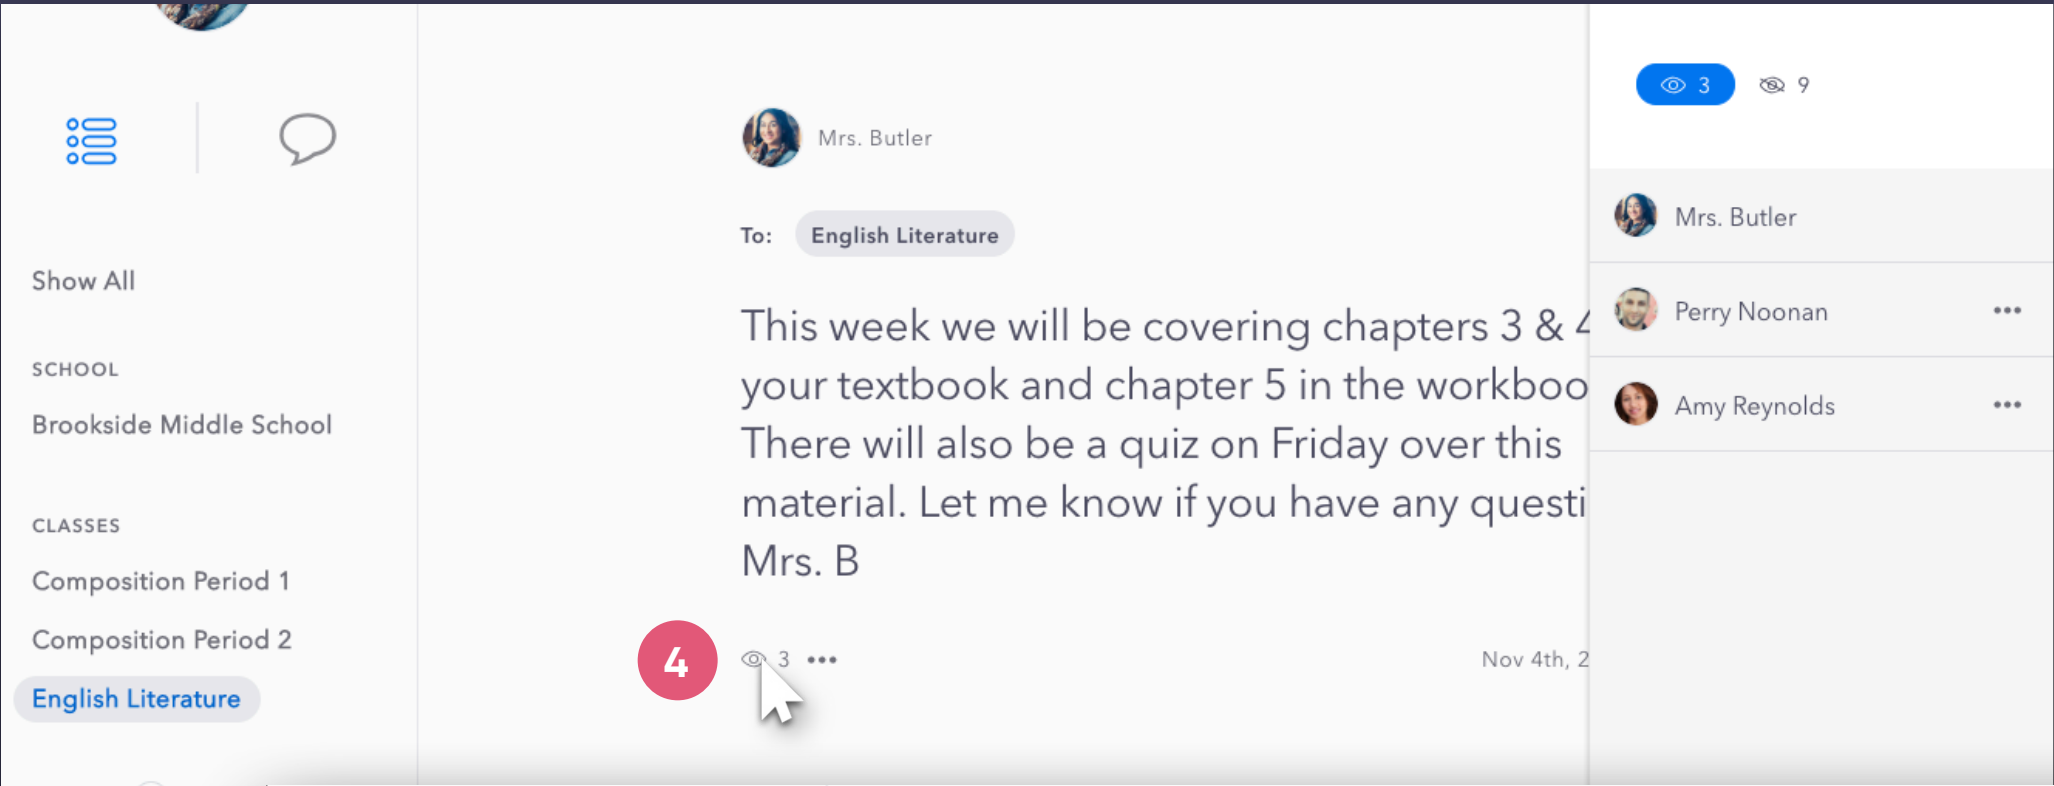 Show All
SCHOOL
Brookside Middle School
CLASSES
Composition Period 1
Composition Period 2
English Literature
Mrs. Butler
To: English Literature
This week we will be covering chapters 3 & 4
your textbook and chapter 5 in the workboo
There will also be a quiz on Friday over this
material. Let me know if you have any questi
Mrs. B
4
3 •••
Nov 4th, 2
3 9
Mrs. Butler
Perry Noonan •••
Amy Reynolds •••